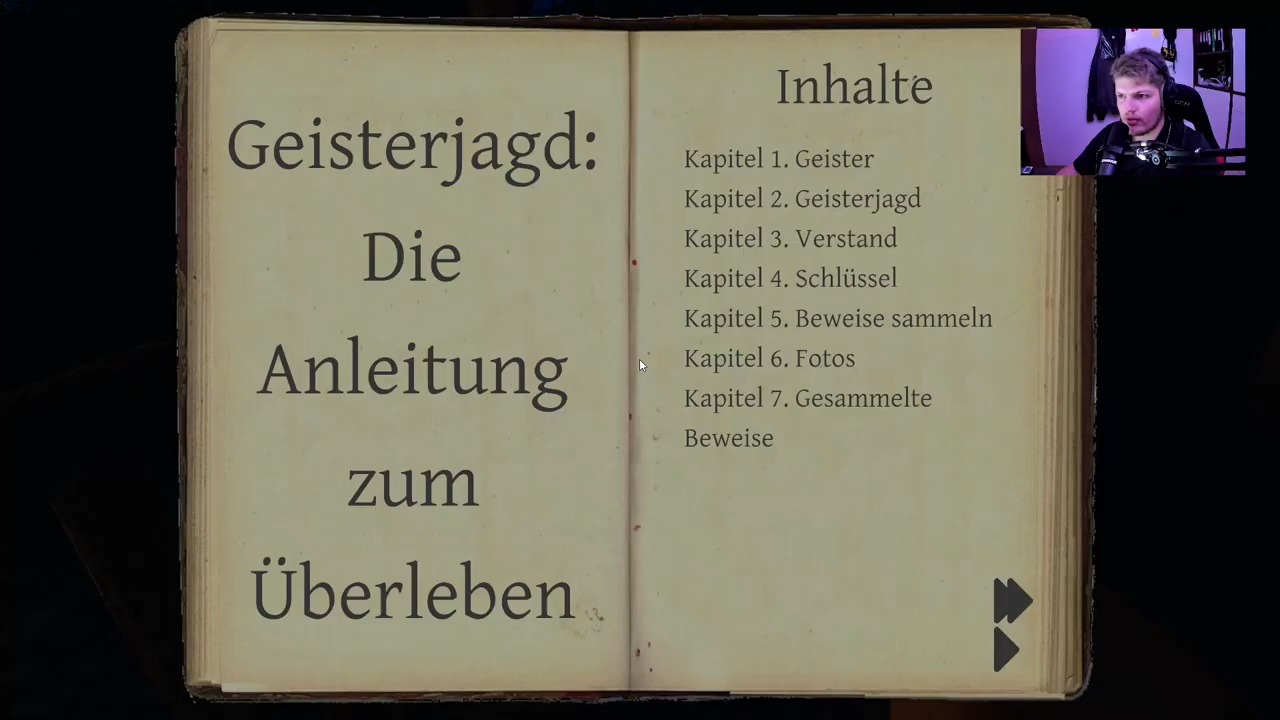 Geisterjagd:
Die
Anleitung
zum
Überleben
Inhalte
Kapitel 1. Geister
Kapitel 2. Geisterjagd
Kapitel 3. Verstand
Kapitel 4. Schlüssel
Kapitel 5. Beweise sammeln
Kapitel 6. Fotos
Kapitel 7. Gesammelte
Beweise